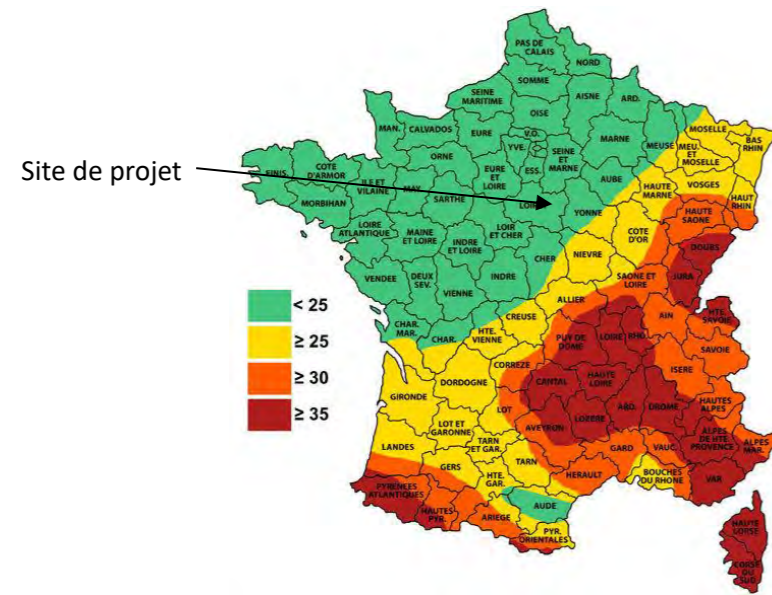 PAS DE
CALAIS
NORD
SOMME
SEINE
MARITIME
AISNE
ARD.
OISE
MAN.
CALVADOS
EURE
V.O.
YVE.
SEINE
ET
MARNE
MARNE
MEUSE
MOSELLE
MEU.
ET
MOSELLE
BAS
RHIN
Site de projet
FINIS.
COTE
D'ARMOR
ILE ET
VILAINE
MAY.
ORNE
EURE
ET
LOIRE
ESS.
AUBE
HAUTE
MARNE
VOSGES
HAUT
RHIN
MORBIHAN
SARTHE
YONNE
LOIRE
ATLANTIQUE
MAINE
ET LOIRE
LOIR
ET CHER
INDRE
ET LOIRE
CHER
NIEVRE
COTE
D'OR
HAUTE
SAONE
DOUBS
JURA
VENDEE
DEUX
SEV.
VIENNE
INDRE
ALLIER
SAONE ET
LOIRE
< 25
≥ 25
≥ 30
≥ 35
CHAR.
MAR.
CHAR.
HTE.
VIENNE
CREUSE
PUY DE
DOME
LOIRE
RHO.
AIN
HTE.
SAVOIE
SAVOIE
ISERE
CORREZE
DORDOGNE
GIRONDE
CANTAL
HAUTE
LOIRE
ARD.
DROME
HAUTES
ALPES
LOT
LOT ET
GARONNE
AVEYRON
LOZERE
GARD
VAUC.
ALPES
DE HTE
PROVENCE
ALPES
MAR.
LANDES
TARN
ET GAR.
TARN
GERS
HTE.
GAR.
HERAULT
BOUCHES
DU RHONE
VAR
PYRENEES
ATLANTIQUES
HAUTES
PYR.
ARIEGE
AUDE
PYR.
ORIENTALES
HAUTE
CORSE
CORSE
DU
SUD